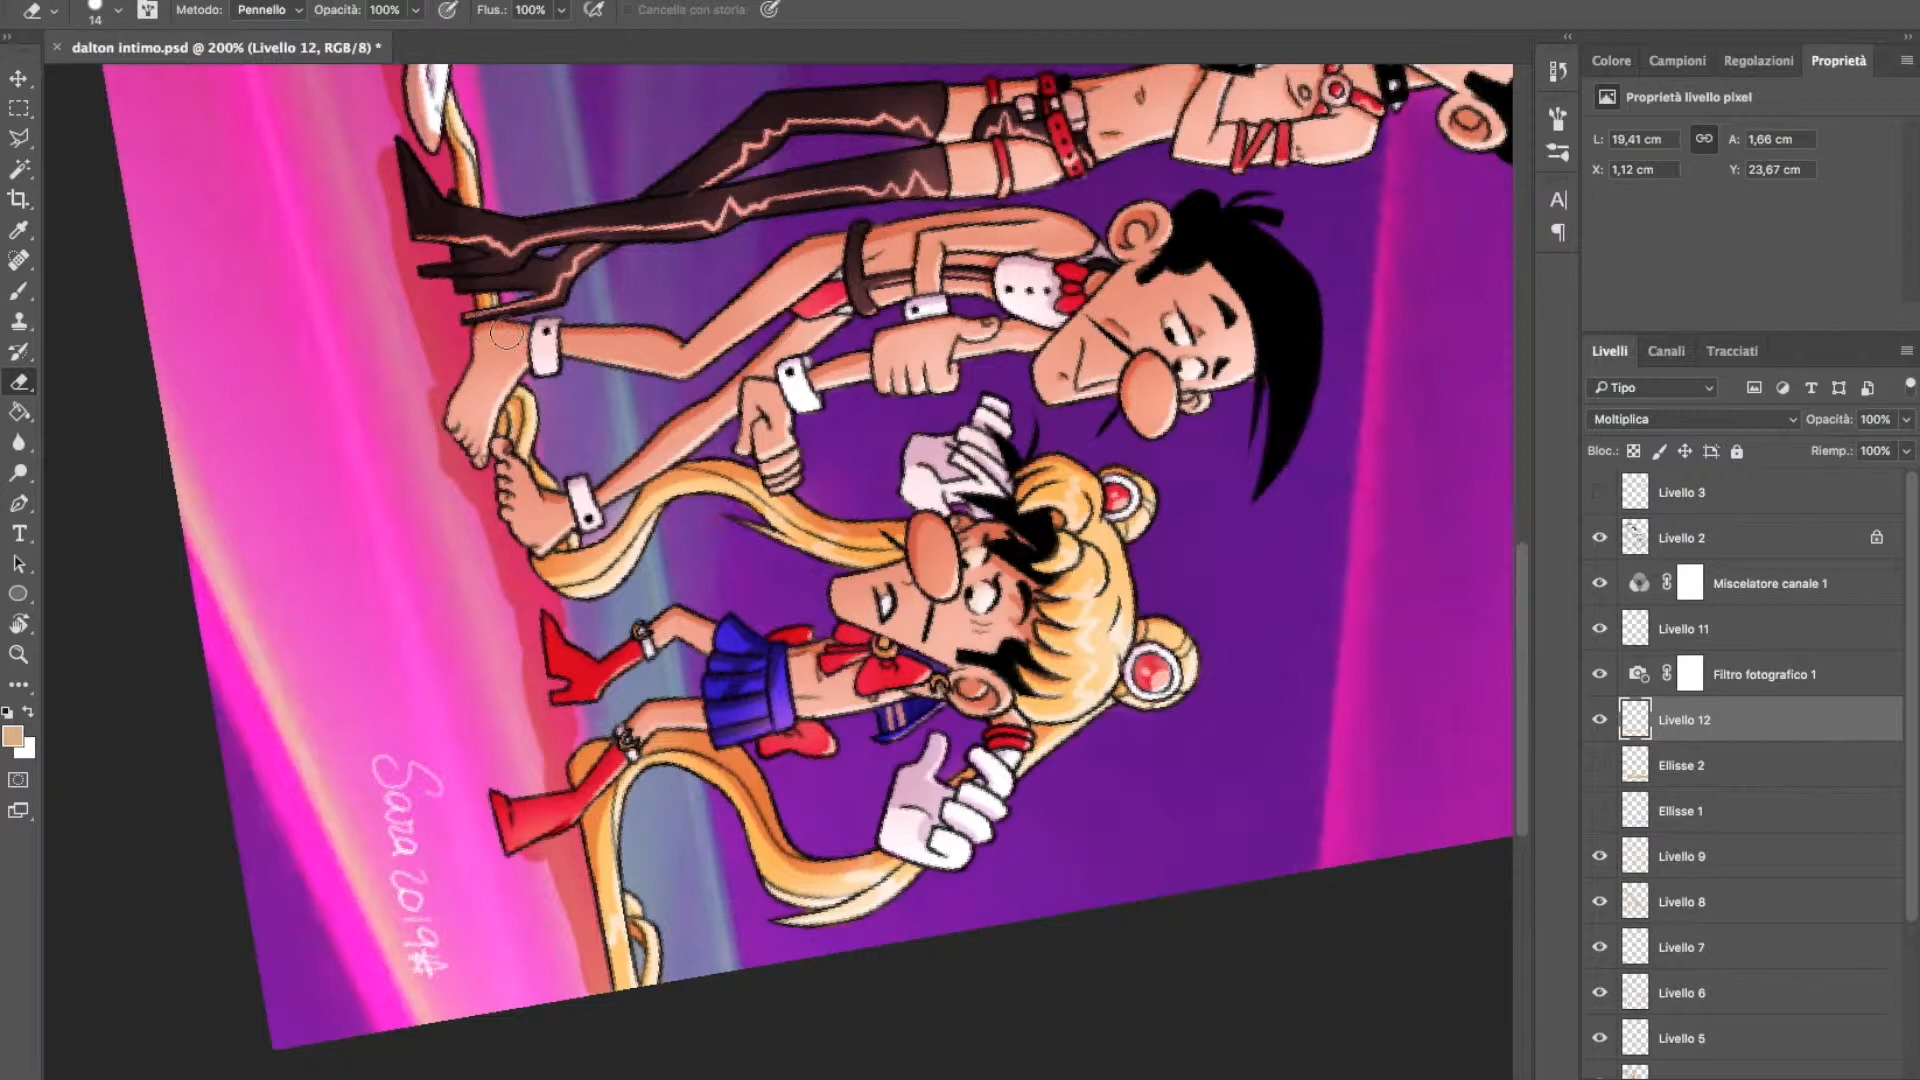 14
Metodo: Pennello Opacità: 100% Flus.: 100% Cancella con storia
× dalton intimo.psd @ 200% (Livello 12, RGB/8) *
Colore Campioni Regolazioni Proprietà
Proprietà livello pixel
L: 19,41 cm A: 1,66 cm
X: 1,12 cm Y: 23,67 cm
Livelli Canali Tracciati
Tipo
Moltiplica Opacità: 100%
Bloc.: Riemp.: 100%
Livello 3
Livello 2
Miscelatore canale 1
Livello 11
Filtro fotografico 1
Livello 12
Ellisse 2
Ellisse 1
Livello 9
Livello 8
Livello 7
Livello 6
Livello 5
Sara 2019